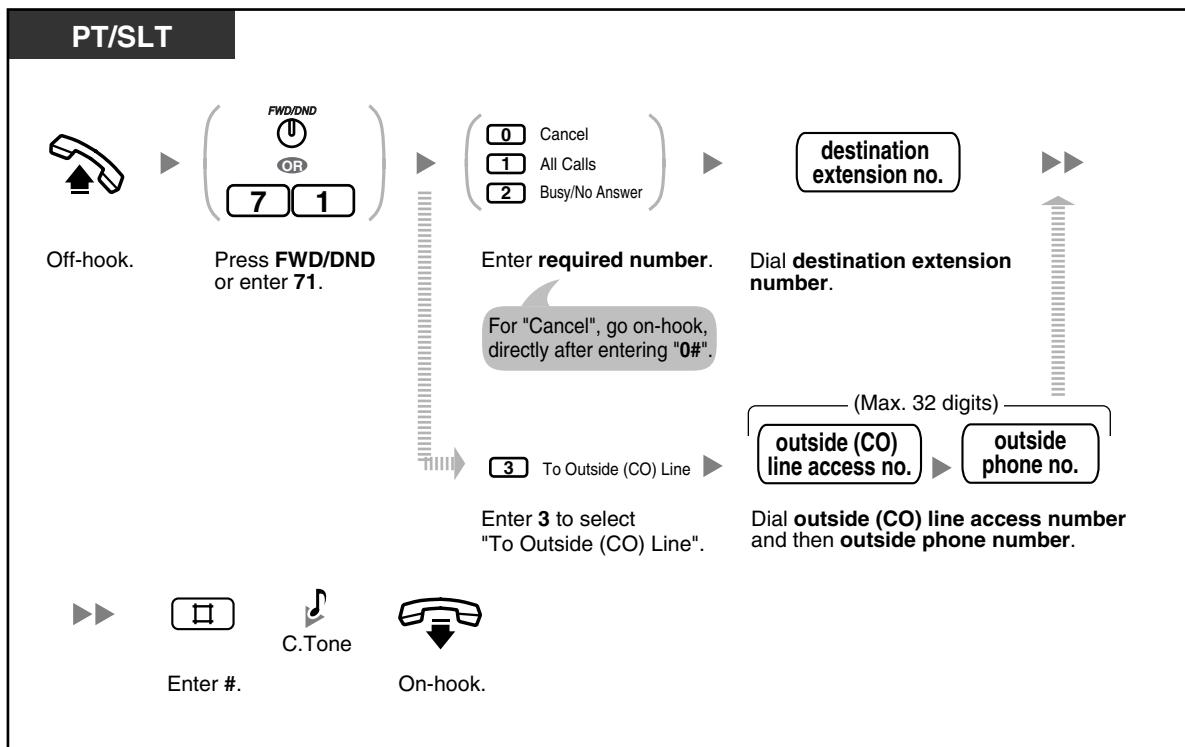 PT/SLT
FWD/DND
OR
7 1
0 Cancel
1 All Calls
2 Busy/No Answer
destination
extension no.
Off-hook.
Press FWD/DND
or enter 71.
Enter required number.
Dial destination extension
number.
For "Cancel", go on-hook,
directly after entering "0#".
(Max. 32 digits)
3 To Outside (CO) Line
outside (CO)
line access no.
outside
phone no.
Enter 3 to select
"To Outside (CO) Line".
Dial outside (CO) line access number
and then outside phone number.
#
C.Tone
Enter #.
On-hook.